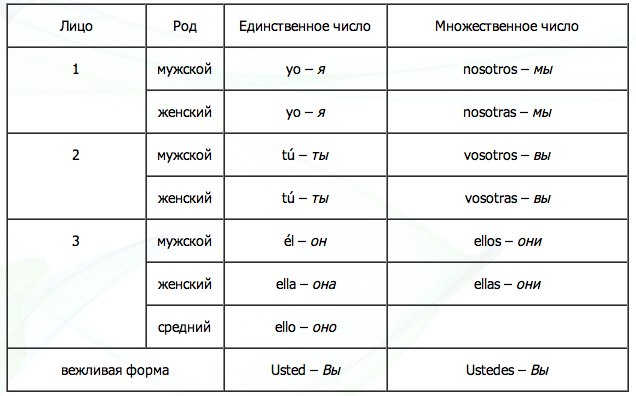 Лицо Род Единственное число Множественное число
1 мужской yo – я nosotros – мы
женский yo – я nosotras – мы
2 мужской tú – ты vosotros – вы
женский tú – ты vosotras – вы
3 мужской él – он ellos – они
женский ella – она ellas – они
средний ello – оно
вежливая форма Usted – Вы Ustedes – Вы